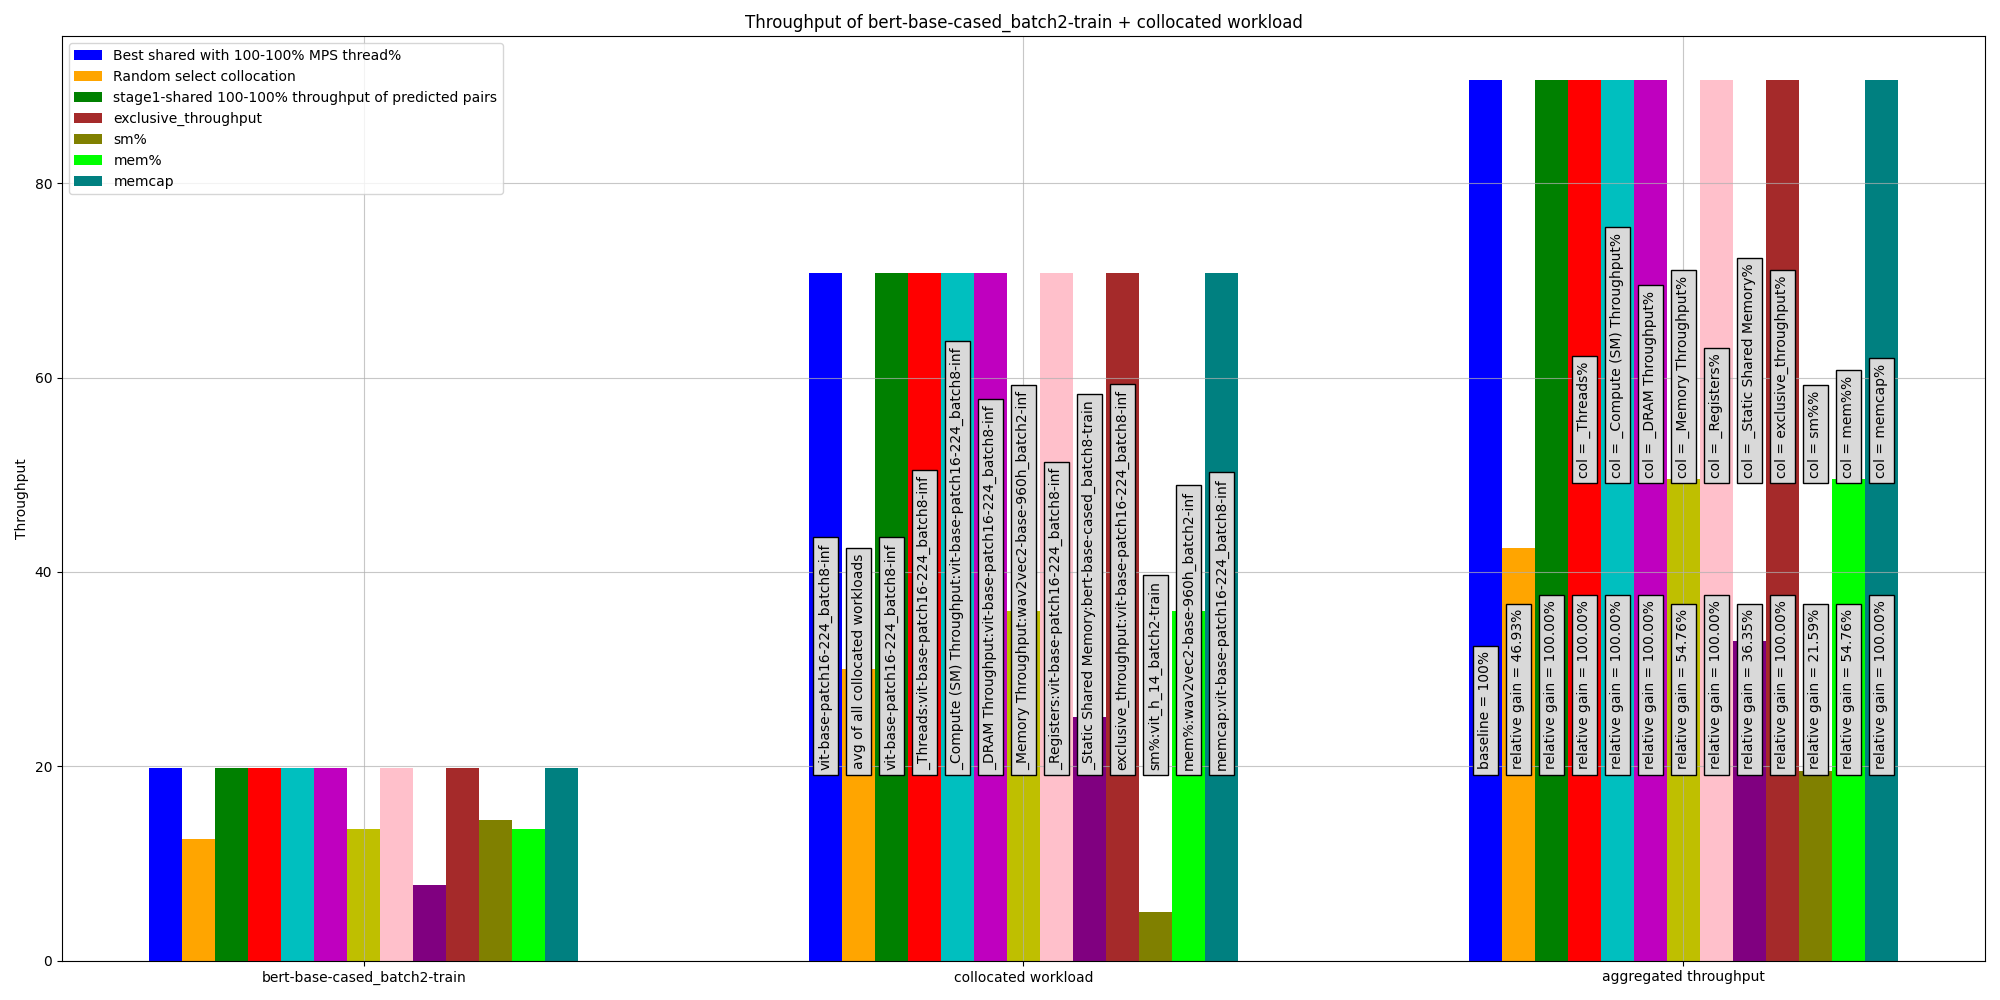 Throughput of bert-base-cased_batch2-train + collocated workload
Best shared with 100-100% MPS thread%
Random select collocation
stage1-shared 100-100% throughput of predicted pairs
exclusive_throughput
sm%
mem%
memcap
Throughput
80
60
40
20
0
vit-base-patch16-224_batch8-inf
avg of all collocated workloads
vit-base-patch16-224_batch8-inf
_Threads:vit-base-patch16-224_batch8-inf
_Compute (SM) Throughput:vit-base-patch16-224_batch8-inf
_DRAM Throughput:vit-base-patch16-224_batch8-inf
_Memory Throughput:wav2vec2-base-960h_batch2-inf
_Registers:vit-base-patch16-224_batch8-inf
_Static Shared Memory:bert-base-cased_batch8-train
exclusive_throughput:vit-base-patch16-224_batch8-inf
sm%:vit_h_14_batch2-train
mem%:wav2vec2-base-960h_batch2-inf
memcap:vit-base-patch16-224_batch8-inf
col = _Threads%
col = _Compute (SM) Throughput%
col = _DRAM Throughput%
col = _Memory Throughput%
col = _Registers%
col = _Static Shared Memory%
col = exclusive_throughput%
col = sm%%
col = mem%%
col = memcap%
baseline = 100%
relative gain = 46.93%
relative gain = 100.00%
relative gain = 100.00%
relative gain = 100.00%
relative gain = 100.00%
relative gain = 54.76%
relative gain = 100.00%
relative gain = 36.35%
relative gain = 100.00%
relative gain = 21.59%
relative gain = 54.76%
relative gain = 100.00%
bert-base-cased_batch2-train
collocated workload
aggregated throughput